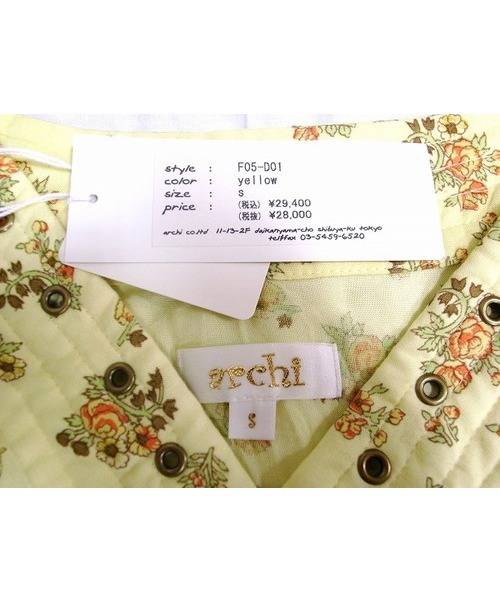 style : F05-D01
color : yellow
size : S
price : (税込) ¥29,400
(税抜) ¥28,000
archi co.ltd 11-13-2F daikanyama-cho shibuya-ku tokyo
tel/fax 03-5459-6520
archi
S